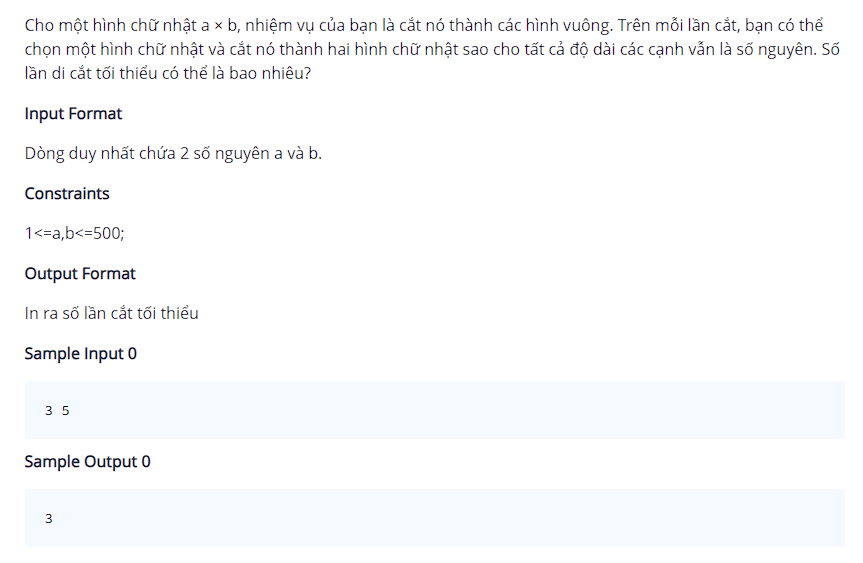 Cho một hình chữ nhật a × b, nhiệm vụ của bạn là cắt nó thành các hình vuông. Trên mỗi lần cắt, bạn có thể
chọn một hình chữ nhật và cắt nó thành hai hình chữ nhật sao cho tất cả độ dài các cạnh vẫn là số nguyên. Số
lần di cắt tối thiểu có thể là bao nhiêu?
Input Format
Dòng duy nhất chứa 2 số nguyên a và b.
Constraints
1<=a,b<=500;
Output Format
In ra số lần cắt tối thiểu
Sample Input 0
3 5
Sample Output 0
3